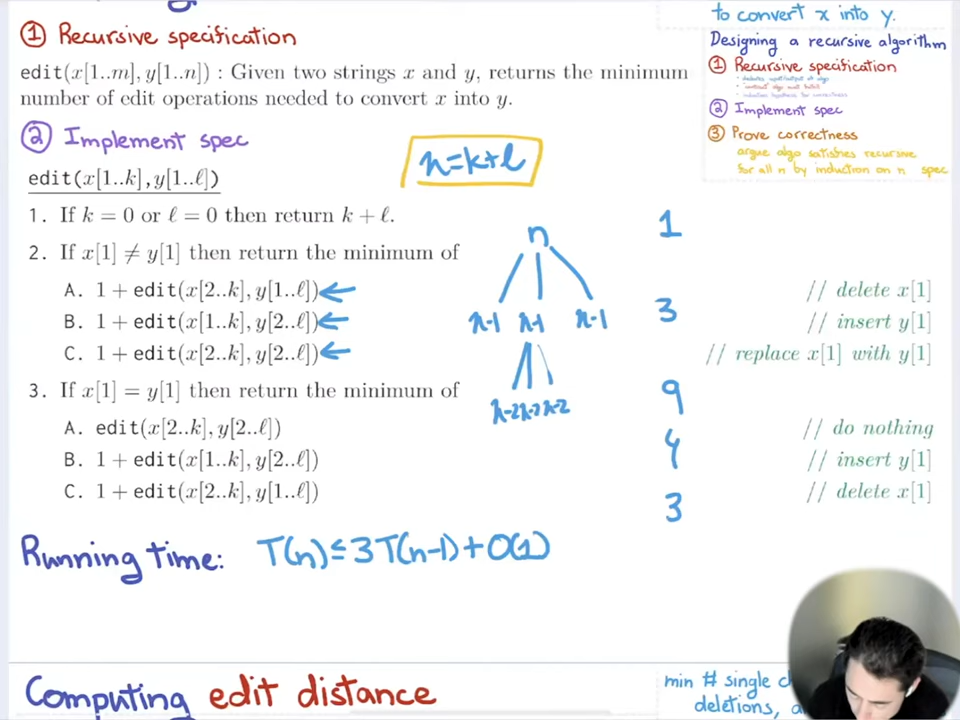 ① Recursive specification
edit(x[1..m], y[1..n]) : Given two strings x and y, returns the minimum
number of edit operations needed to convert x into y.
② Implement spec
n=k+ℓ
edit(x[1..k],y[1..ℓ])
1. If k = 0 or ℓ = 0 then return k + ℓ.
2. If x[1] ≠ y[1] then return the minimum of
A. 1 + edit(x[2..k], y[1..ℓ]) // delete x[1]
B. 1 + edit(x[1..k], y[2..ℓ]) // insert y[1]
C. 1 + edit(x[2..k], y[2..ℓ]) // replace x[1] with y[1]
3. If x[1] = y[1] then return the minimum of
A. edit(x[2..k], y[2..ℓ]) // do nothing
B. 1 + edit(x[1..k], y[2..ℓ]) // insert y[1]
C. 1 + edit(x[2..k], y[1..ℓ]) // delete x[1]
n
n-1 n-1 n-1
n-2 n-2 n-2
1
3
9
4
3
Running time: T(n) ≤ 3T(n-1) + O(1)
Computing edit distance
to convert x into y.
Designing a recursive algorithm
① Recursive specification
② Implement spec
③ Prove correctness
argue algo satisfies recursive
for all n by induction on n spec
min # single
deletions,